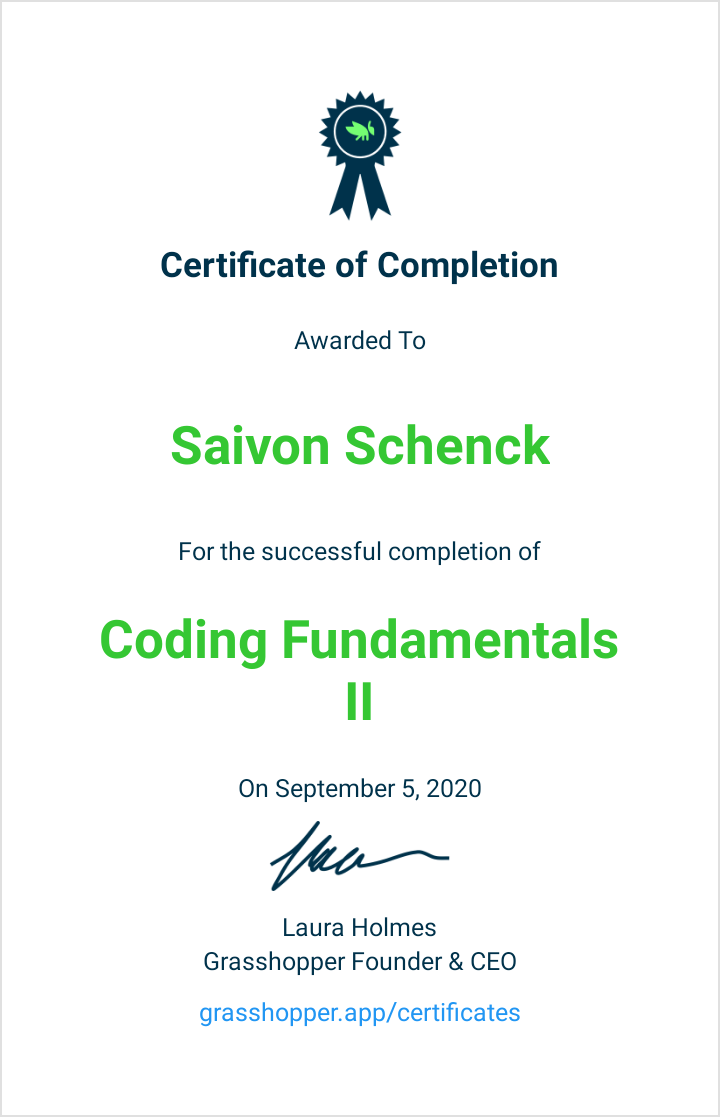 Certificate of Completion
Awarded To
Saivon Schenck
For the successful completion of
Coding Fundamentals
II
On September 5, 2020
Laura Holmes
Grasshopper Founder & CEO
grasshopper.app/certificates